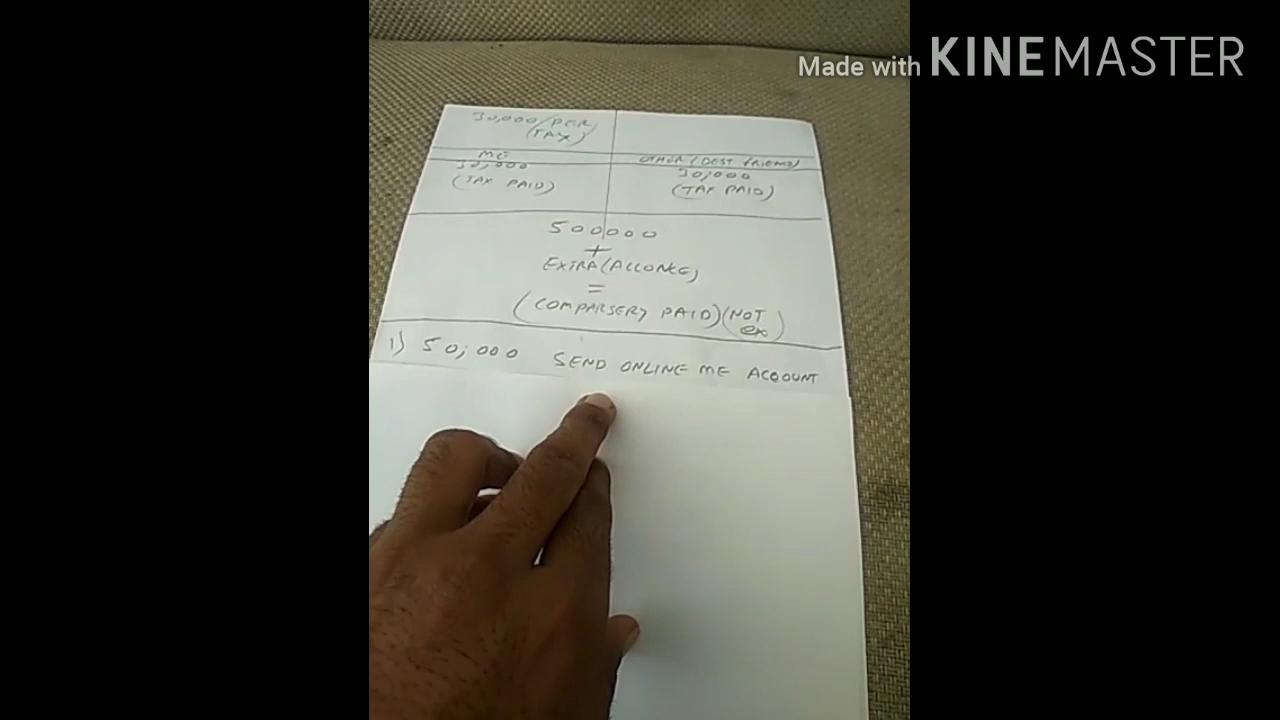 Made with KINEMASTER
30,000/PER
(TAX)
ME
OTHER (BEST FRIEND)
30,000
(TAX PAID)
30,000
(TAX PAID)
500000
+
EXTRA(ALLONCE)
=
(COMPARSERY PAID)(NOT
ex)
1) 50,000 SEND ONLINE ME ACCOUNT